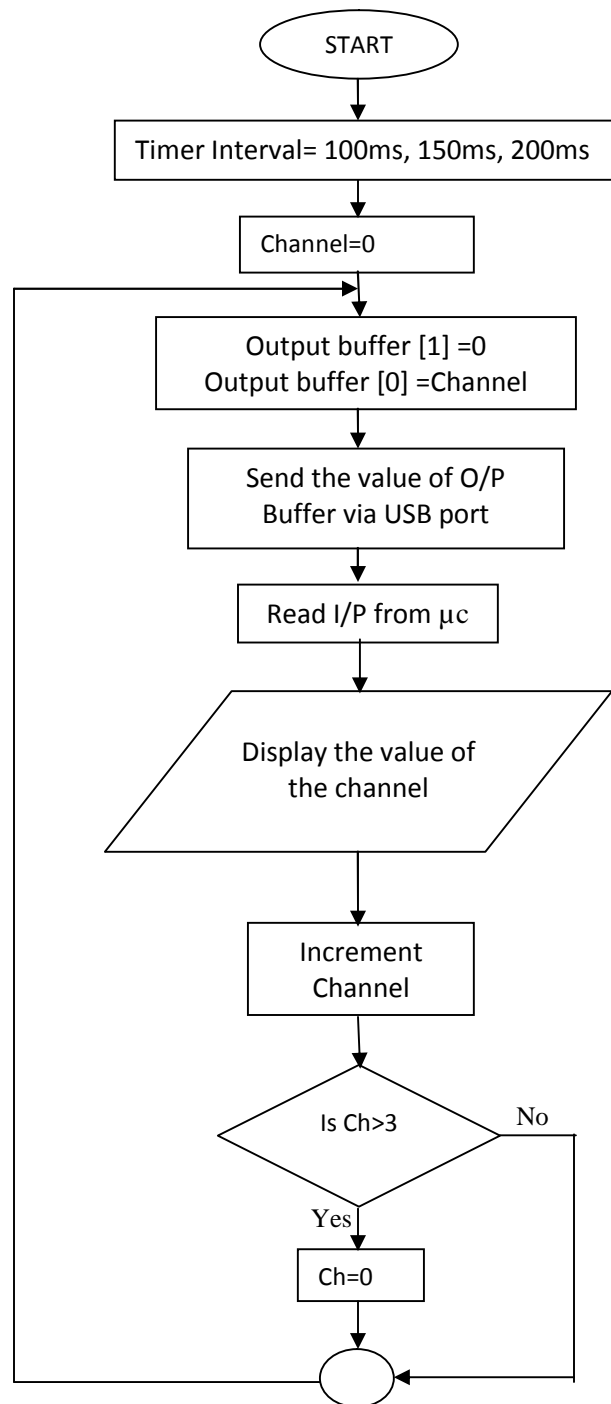 START
Timer Interval= 100ms, 150ms, 200ms
Channel=0
Output buffer [1] =0
Output buffer [0] =Channel
Send the value of O/P
Buffer via USB port
Read I/P from µc
Display the value of
the channel
Increment
Channel
Is Ch>3
No
Yes
Ch=0